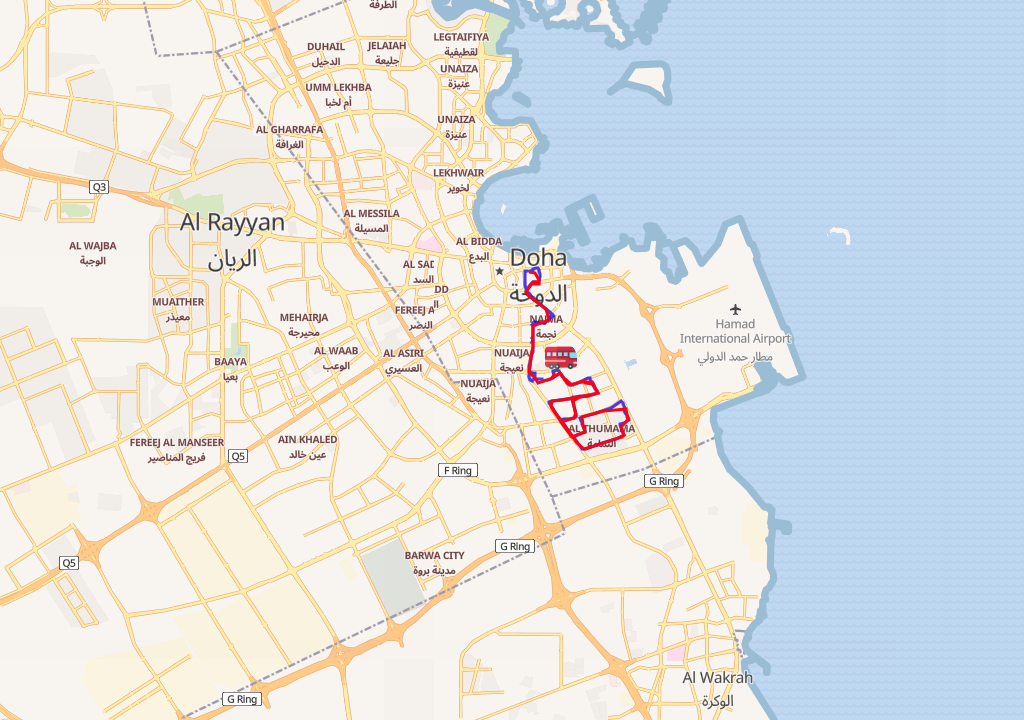 الطرفة
LEGTAIFIYA
لقطيفية
DUHAIL
الدحيل
JELAIAH
جليعة
UNAIZA
عنيزة
UMM LEKHBA
أم لخبا
UNAIZA
عنيزة
AL GHARRAFA
الغرافة
LEKHWAIR
لخوير
Q3
Al Rayyan
الريان
AL MESSILA
المسيلة
AL WAJBA
الوجبة
AL BIDDA
البدع
Doha
الدوحة
AL SAD
السد
DD
MUAITHER
معيذر
FEREEJ A
النصر
MEHAIRJA
محيرجة
NAJMA
نجمة
Hamad
International Airport
مطار حمد الدولي
BAAYA
بعيا
AL WAAB
الوعب
AL ASIRI
العسيري
NUAIJA
نعيجة
NUAIJA
نعيجة
AL THUMAMA
الثمامة
FEREEJ AL MANSEER
فريج المناصير
AIN KHALED
عين خالد
Q5
F Ring
G Ring
G Ring
BARWA CITY
مدينة بروة
Q5
Al Wakrah
الوكرة
G Ring